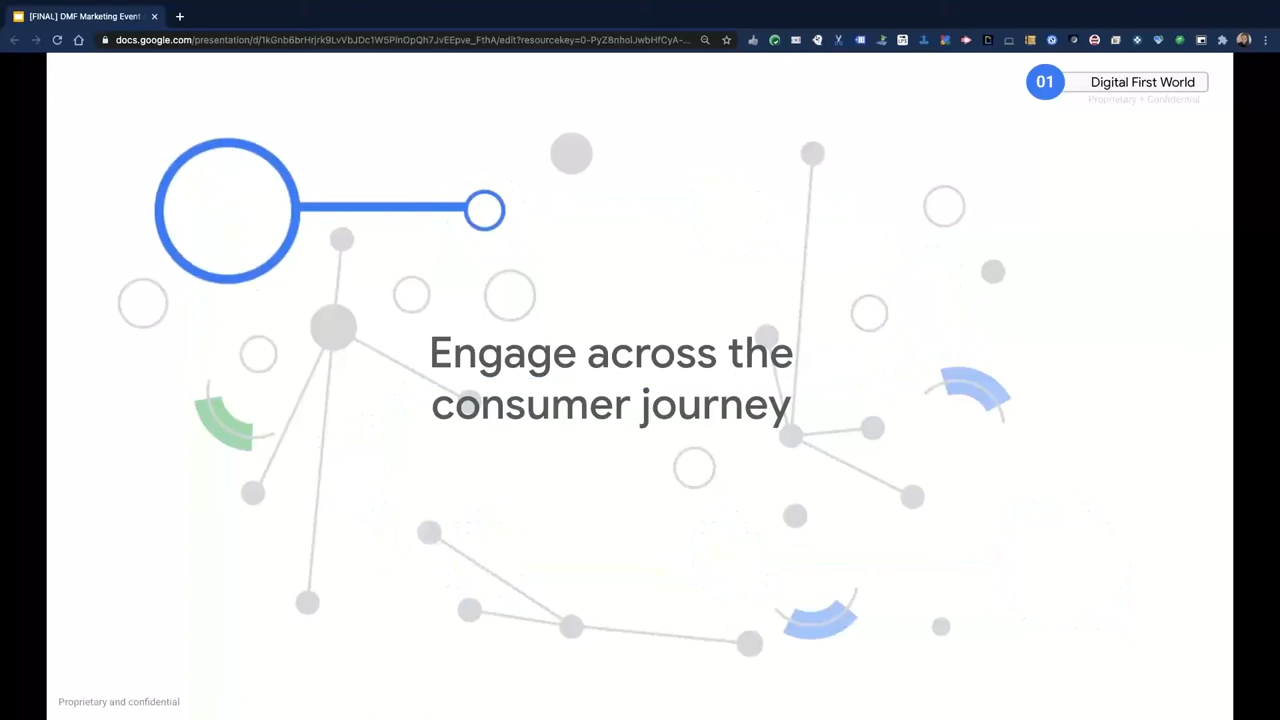 [FINAL] DMF Marketing Event
docs.google.com/presentation/d/1kGnb6brHrjrk9LvVbJDc1W5PlnOpQh7JvEEpve_FthA/edit?resourcekey=0-PyZ8nholJwbHfCyA-...
01
Digital First World
Proprietary + Confidential
Engage across the
consumer journey
Proprietary and confidential